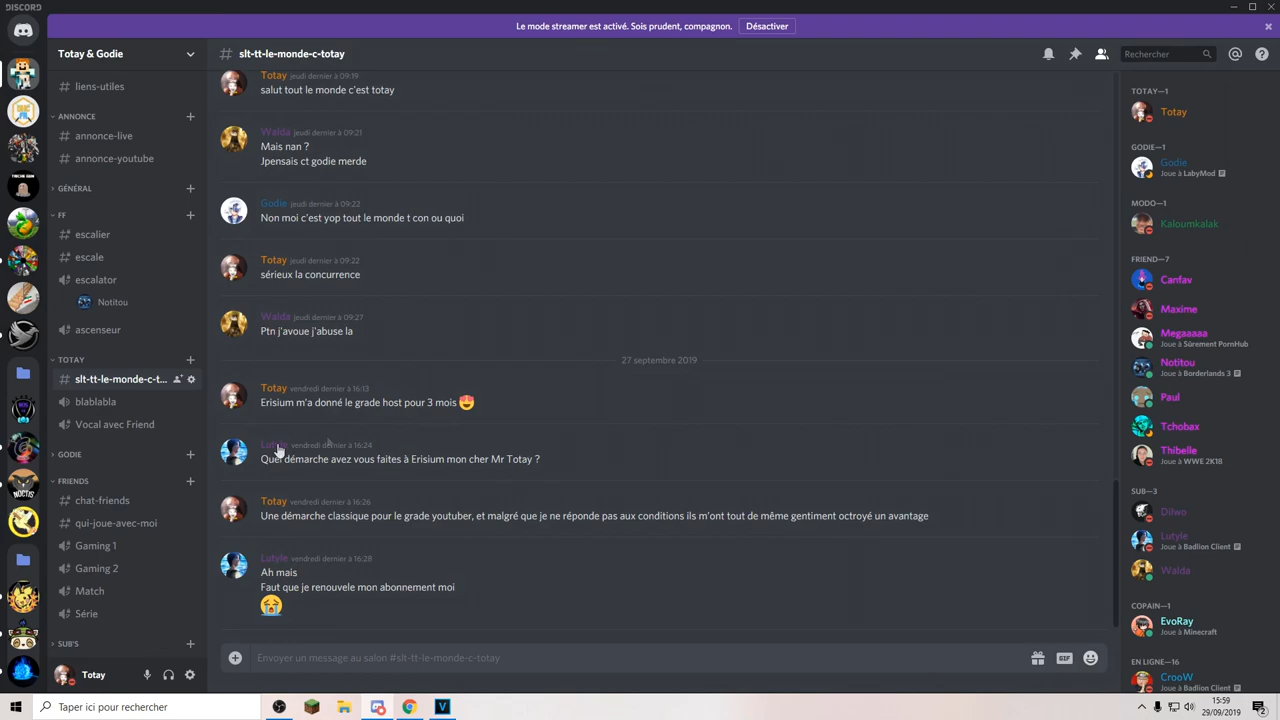 DISCORD
Le mode streamer est activé. Sois prudent, compagnon.
Désactiver
Totay & Godie
liens-utiles
ANNONCE
annonce-live
annonce-youtube
GÉNÉRAL
FF
escalier
escale
escalator
Notitou
ascenseur
TOTAY
slt-tt-le-monde-c-t...
blablabla
Vocal avec Friend
GODIE
FRIENDS
chat-friends
qui-joue-avec-moi
Gaming 1
Gaming 2
Match
Série
SUB'S
Totay
# slt-tt-le-monde-c-totay
Rechercher
Totay jeudi dernier à 09:19
salut tout le monde c'est totay
Walda jeudi dernier à 09:21
Mais nan ?
Jpensais ct godie merde
Godie jeudi dernier à 09:22
Non moi c'est yop tout le monde t con ou quoi
Totay jeudi dernier à 09:22
sérieux la concurrence
Walda jeudi dernier à 09:27
Ptn j'avoue j'abuse la
27 septembre 2019
Totay vendredi dernier à 16:13
Erisium m'a donné le grade host pour 3 mois
Lutyle vendredi dernier à 16:24
Quel démarche avez vous faites à Erisium mon cher Mr Totay ?
Totay vendredi dernier à 16:26
Une démarche classique pour le grade youtuber, et malgré que je ne réponde pas aux conditions ils m'ont tout de même gentiment octroyé un avantage
Lutyle vendredi dernier à 16:28
Ah mais
Faut que je renouvele mon abonnement moi
Envoyer un message au salon #slt-tt-le-monde-c-totay
GIF
TOTAY—1
Totay
GODIE—1
Godie
Joue à LabyMod
MODO—1
Kaloumkalak
FRIEND—7
Canfav
Maxime
Megaaaaa
Joue à Sûrement PornHub
Notitou
Joue à Borderlands 3
Paul
Tchobax
Thibelle
Joue à WWE 2K18
SUB—3
Dilwo
Lutyle
Joue à Badlion Client
Walda
COPAIN—1
EvoRay
Joue à Minecraft
EN LIGNE—16
CrooW
Joue à Badlion Client
Taper ici pour rechercher
15:59
29/09/2019